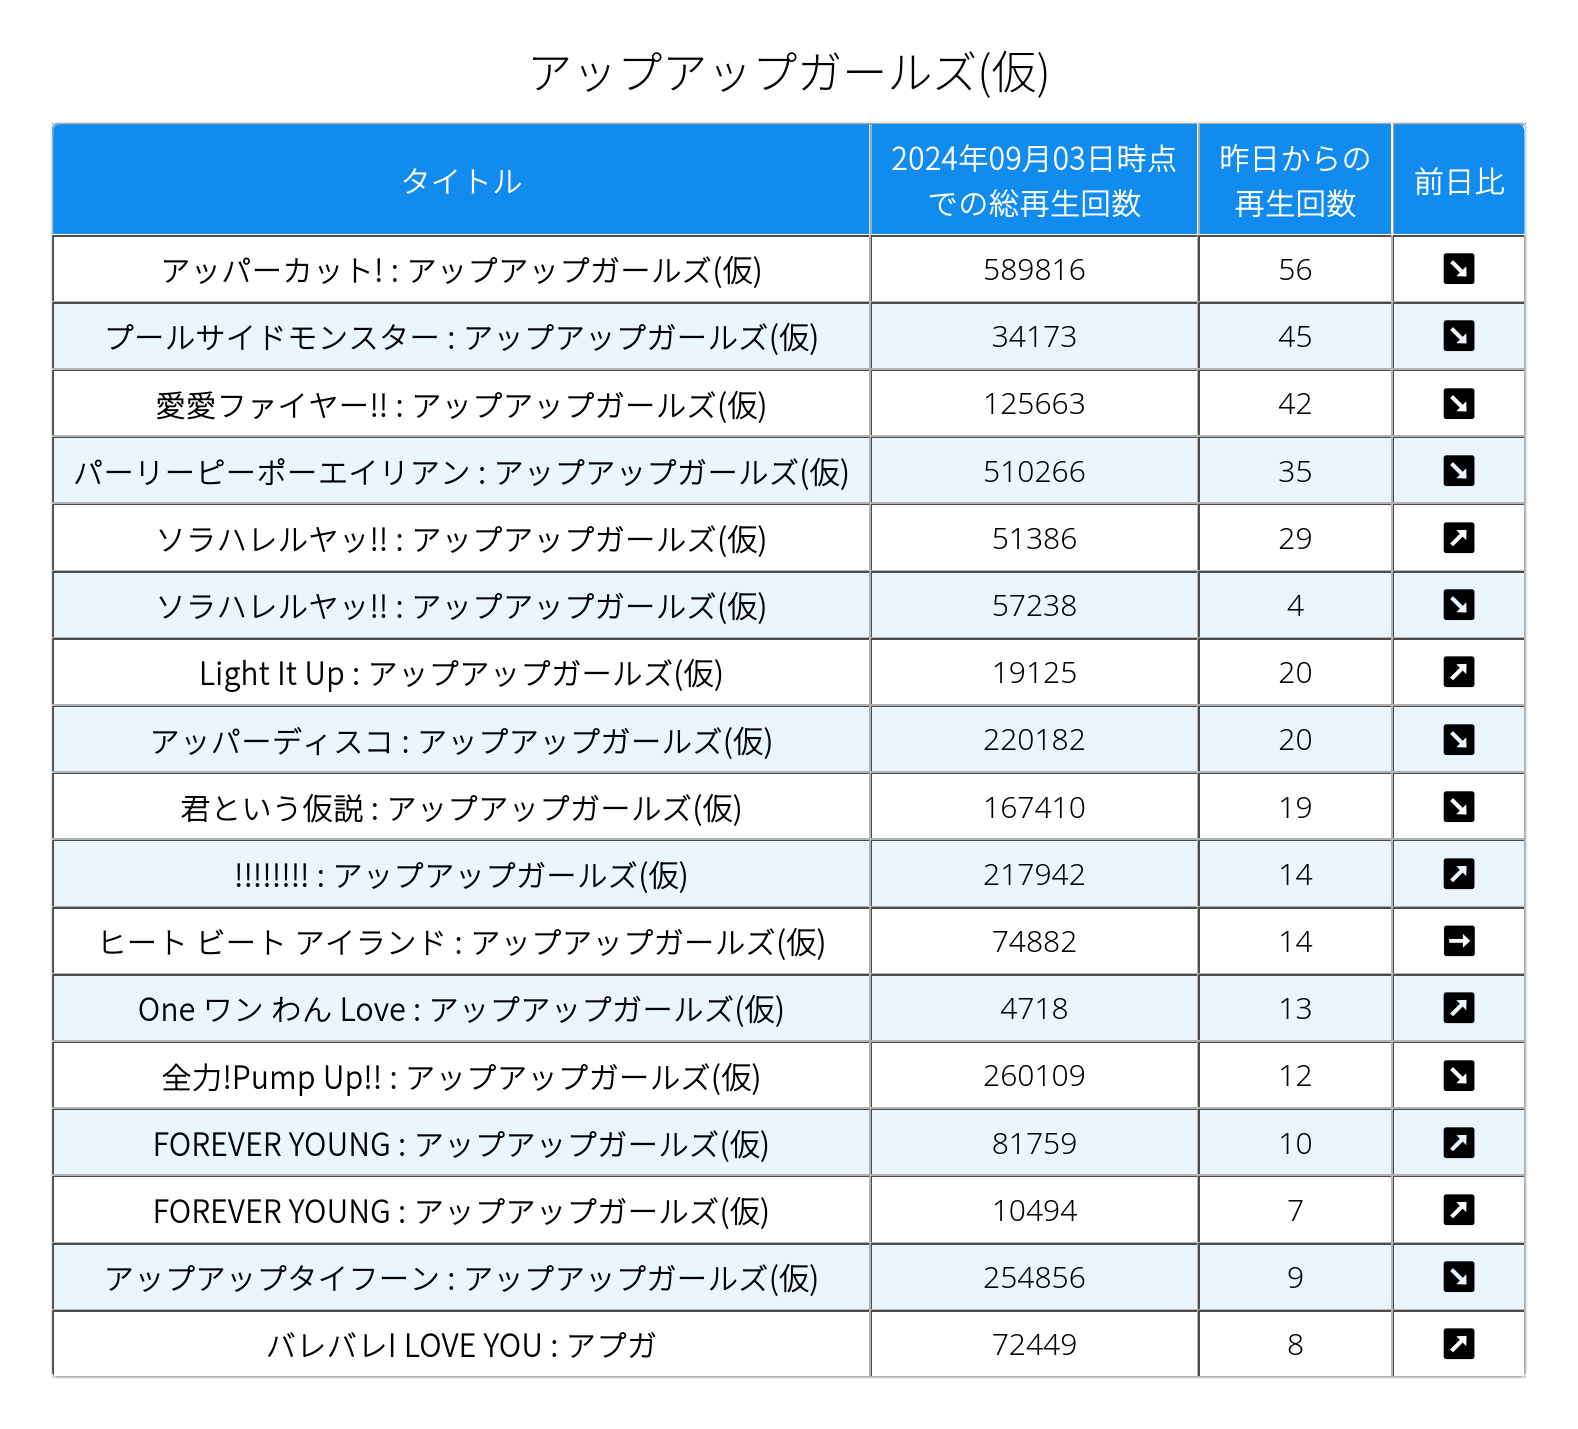 アップアップガールズ(仮)
タイトル 2024年09月03日時点での総再生回数 昨日からの再生回数 前日比
アッパーカット! : アップアップガールズ(仮) 589816 56 ↘
プールサイドモンスター : アップアップガールズ(仮) 34173 45 ↘
愛愛ファイヤー!! : アップアップガールズ(仮) 125663 42 ↘
パーリーピーポーエイリアン : アップアップガールズ(仮) 510266 35 ↘
ソラハレルヤッ!! : アップアップガールズ(仮) 51386 29 ↗
ソラハレルヤッ!! : アップアップガールズ(仮) 57238 4 ↘
Light It Up : アップアップガールズ(仮) 19125 20 ↗
アッパーディスコ : アップアップガールズ(仮) 220182 20 ↘
君という仮説 : アップアップガールズ(仮) 167410 19 ↘
!!!!!!!! : アップアップガールズ(仮) 217942 14 ↗
ヒート ビート アイランド : アップアップガールズ(仮) 74882 14 →
One ワン わん Love : アップアップガールズ(仮) 4718 13 ↗
全力!Pump Up!! : アップアップガールズ(仮) 260109 12 ↘
FOREVER YOUNG : アップアップガールズ(仮) 81759 10 ↗
FOREVER YOUNG : アップアップガールズ(仮) 10494 7 ↗
アップアップタイフーン : アップアップガールズ(仮) 254856 9 ↘
バレバレI LOVE YOU : アプガ 72449 8 ↗